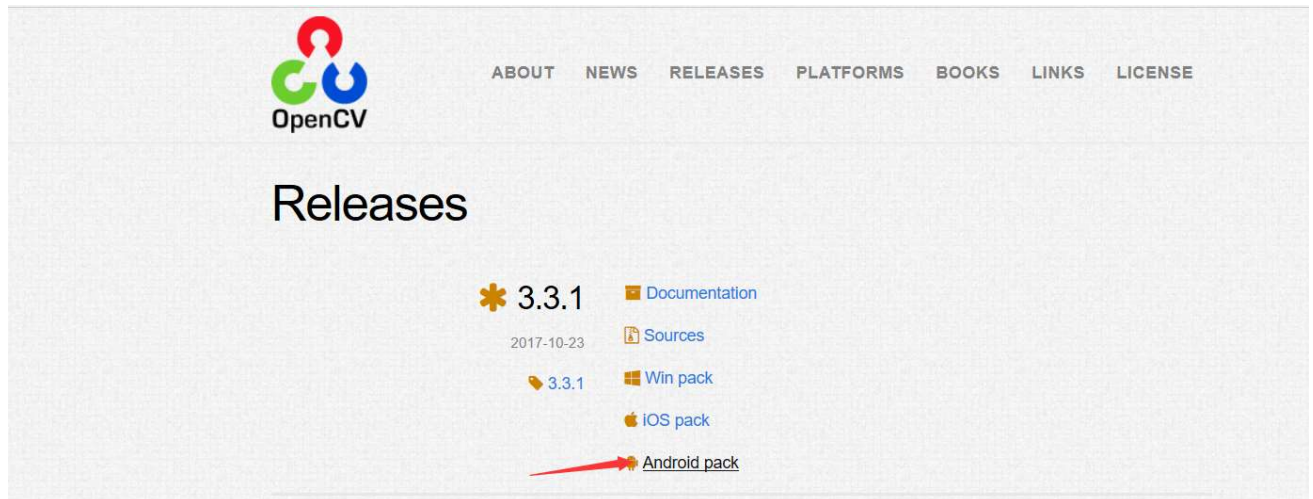 OpenCV
ABOUT NEWS RELEASES PLATFORMS BOOKS LINKS LICENSE
Releases
3.3.1
2017-10-23
3.3.1
Documentation
Sources
Win pack
iOS pack
Android pack